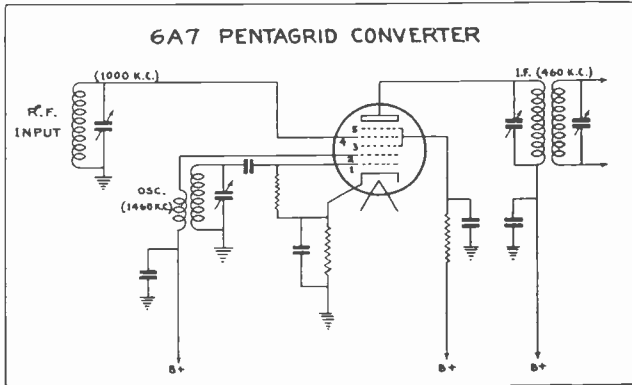 6A7 PENTAGRID CONVERTER
(1000 K.C.)
I.F. (460 K.C.)
R.F.
INPUT
5
4
3
2
1
OSC.
(1460 K.C)
B+
B+
B+